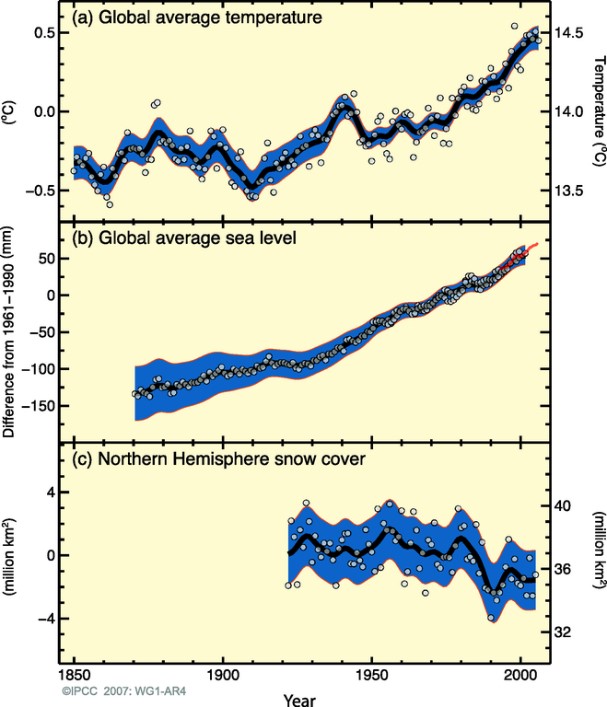 (a) Global average temperature
0.5
0.0
−0.5
(ºC)
14.5
14.0
13.5
Temperature (ºC)
(b) Global average sea level
50
0
−50
−100
−150
Difference from 1961–1990 (mm)
(c) Northern Hemisphere snow cover
4
0
−4
(million km²)
40
36
32
(million km²)
1850
1900
1950
2000
©IPCC 2007: WG1-AR4
Year